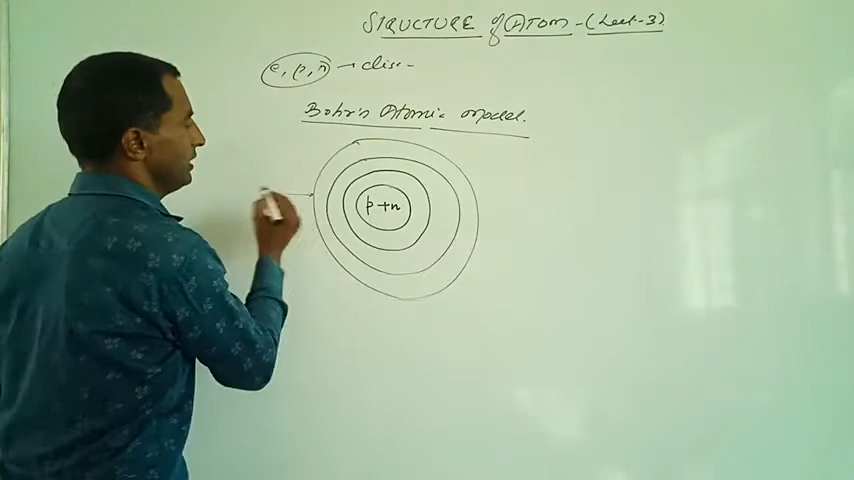 STRUCTURE of ATOM - (Lect-3)
e, p, n → disc -
Bohr's Atomic model.
p+n